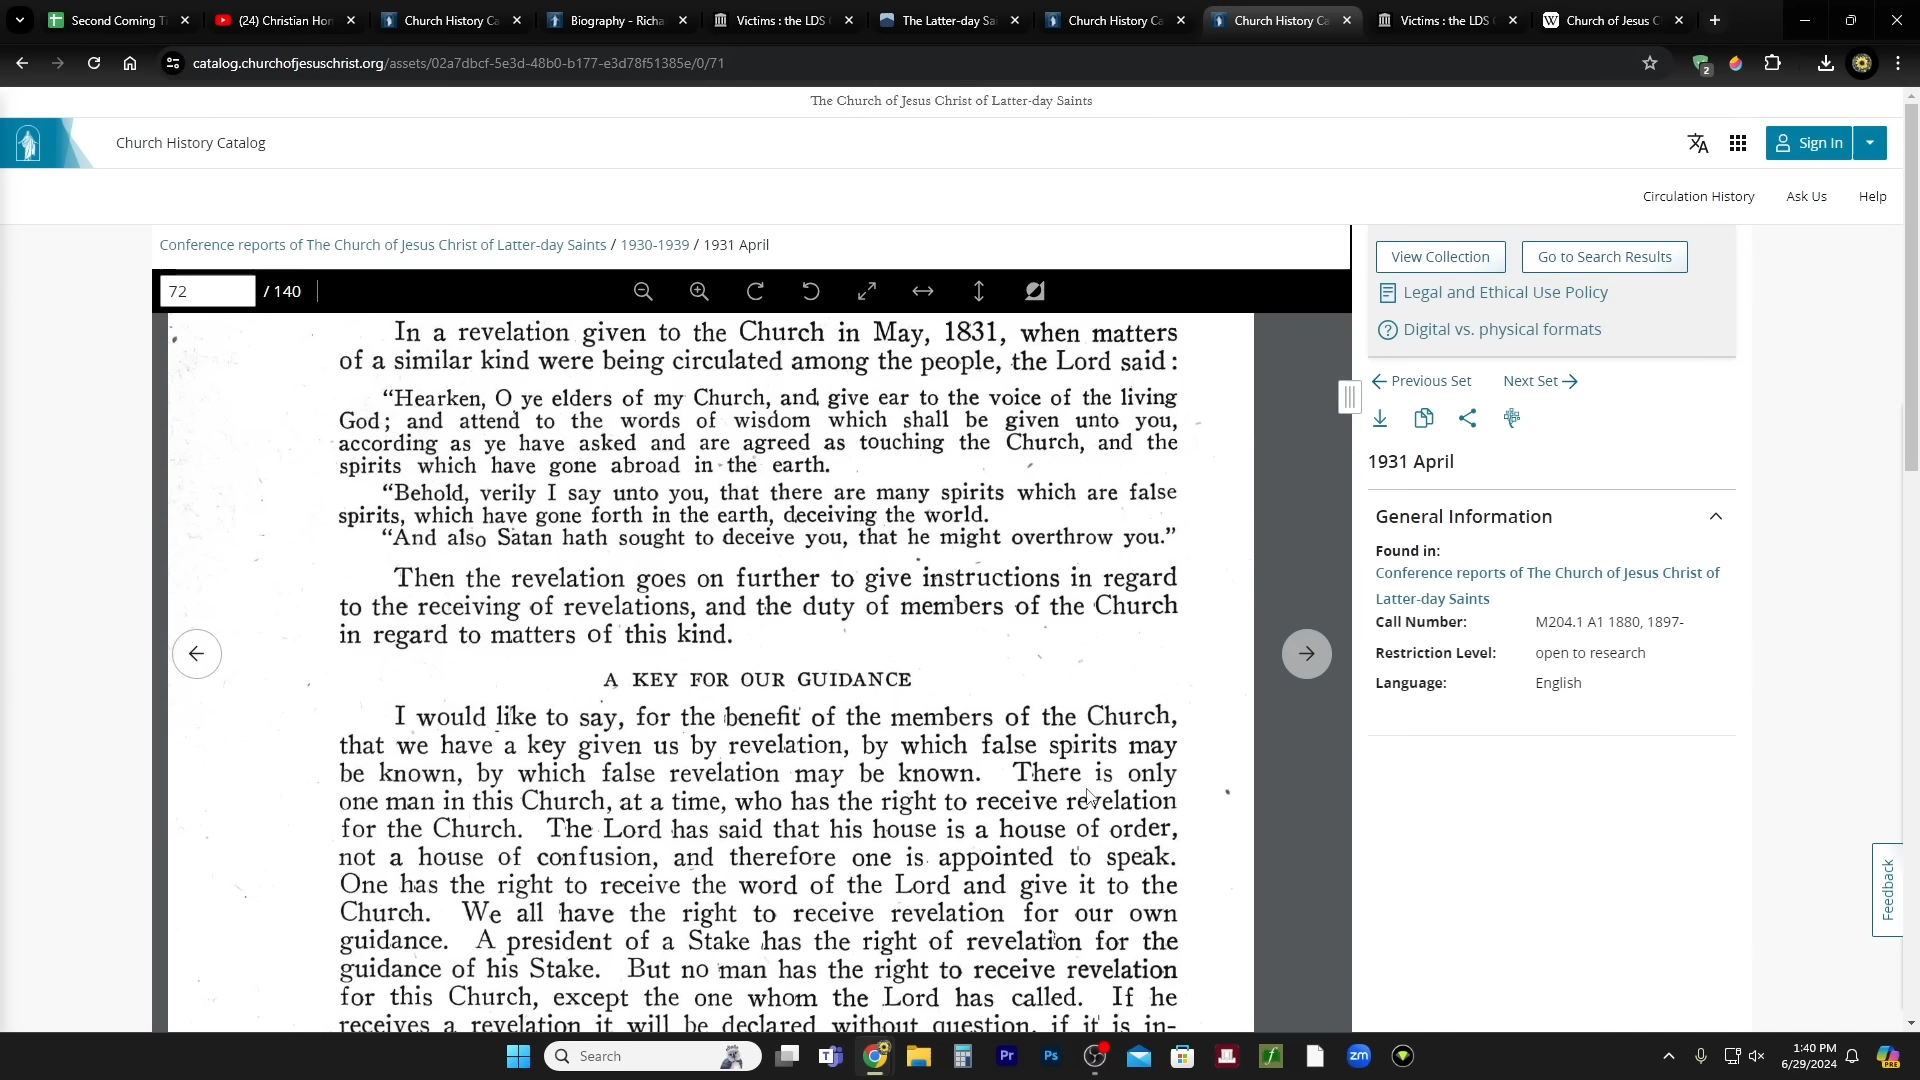 Second Coming Ti
(24) Christian Hom
Church History Ca
Biography - Richa
Victims : the LDS
The Latter-day Sai
Church History Ca
Church History Ca
Victims : the LDS
Church of Jesus C
catalog.churchofjesuschrist.org/assets/02a7dbcf-5e3d-48b0-b177-e3d78f51385e/0/71
2
The Church of Jesus Christ of Latter-day Saints
Church History Catalog
Sign In
Circulation History
Ask Us
Help
Conference reports of The Church of Jesus Christ of Latter-day Saints / 1930-1939 / 1931 April
72 / 140
In a revelation given to the Church in May, 1831, when matters
of a similar kind were being circulated among the people, the Lord said:
"Hearken, O ye elders of my Church, and give ear to the voice of the living
God; and attend to the words of wisdom which shall be given unto you,
according as ye have asked and are agreed as touching the Church, and the
spirits which have gone abroad in the earth.
"Behold, verily I say unto you, that there are many spirits which are false
spirits, which have gone forth in the earth, deceiving the world.
"And also Satan hath sought to deceive you, that he might overthrow you."
Then the revelation goes on further to give instructions in regard
to the receiving of revelations, and the duty of members of the Church
in regard to matters of this kind.
A KEY FOR OUR GUIDANCE
I would like to say, for the benefit of the members of the Church,
that we have a key given us by revelation, by which false spirits may
be known, by which false revelation may be known. There is only
one man in this Church, at a time, who has the right to receive revelation
for the Church. The Lord has said that his house is a house of order,
not a house of confusion, and therefore one is appointed to speak.
One has the right to receive the word of the Lord and give it to the
Church. We all have the right to receive revelation for our own
guidance. A president of a Stake has the right of revelation for the
guidance of his Stake. But no man has the right to receive revelation
for this Church, except the one whom the Lord has called. If he
receives a revelation it will be declared without question, if it is in-
View Collection
Go to Search Results
Legal and Ethical Use Policy
Digital vs. physical formats
Previous Set
Next Set
1931 April
General Information
Found in:
Conference reports of The Church of Jesus Christ of
Latter-day Saints
Call Number: M204.1 A1 1880, 1897-
Restriction Level: open to research
Language: English
Feedback
Search
1:40 PM
6/29/2024